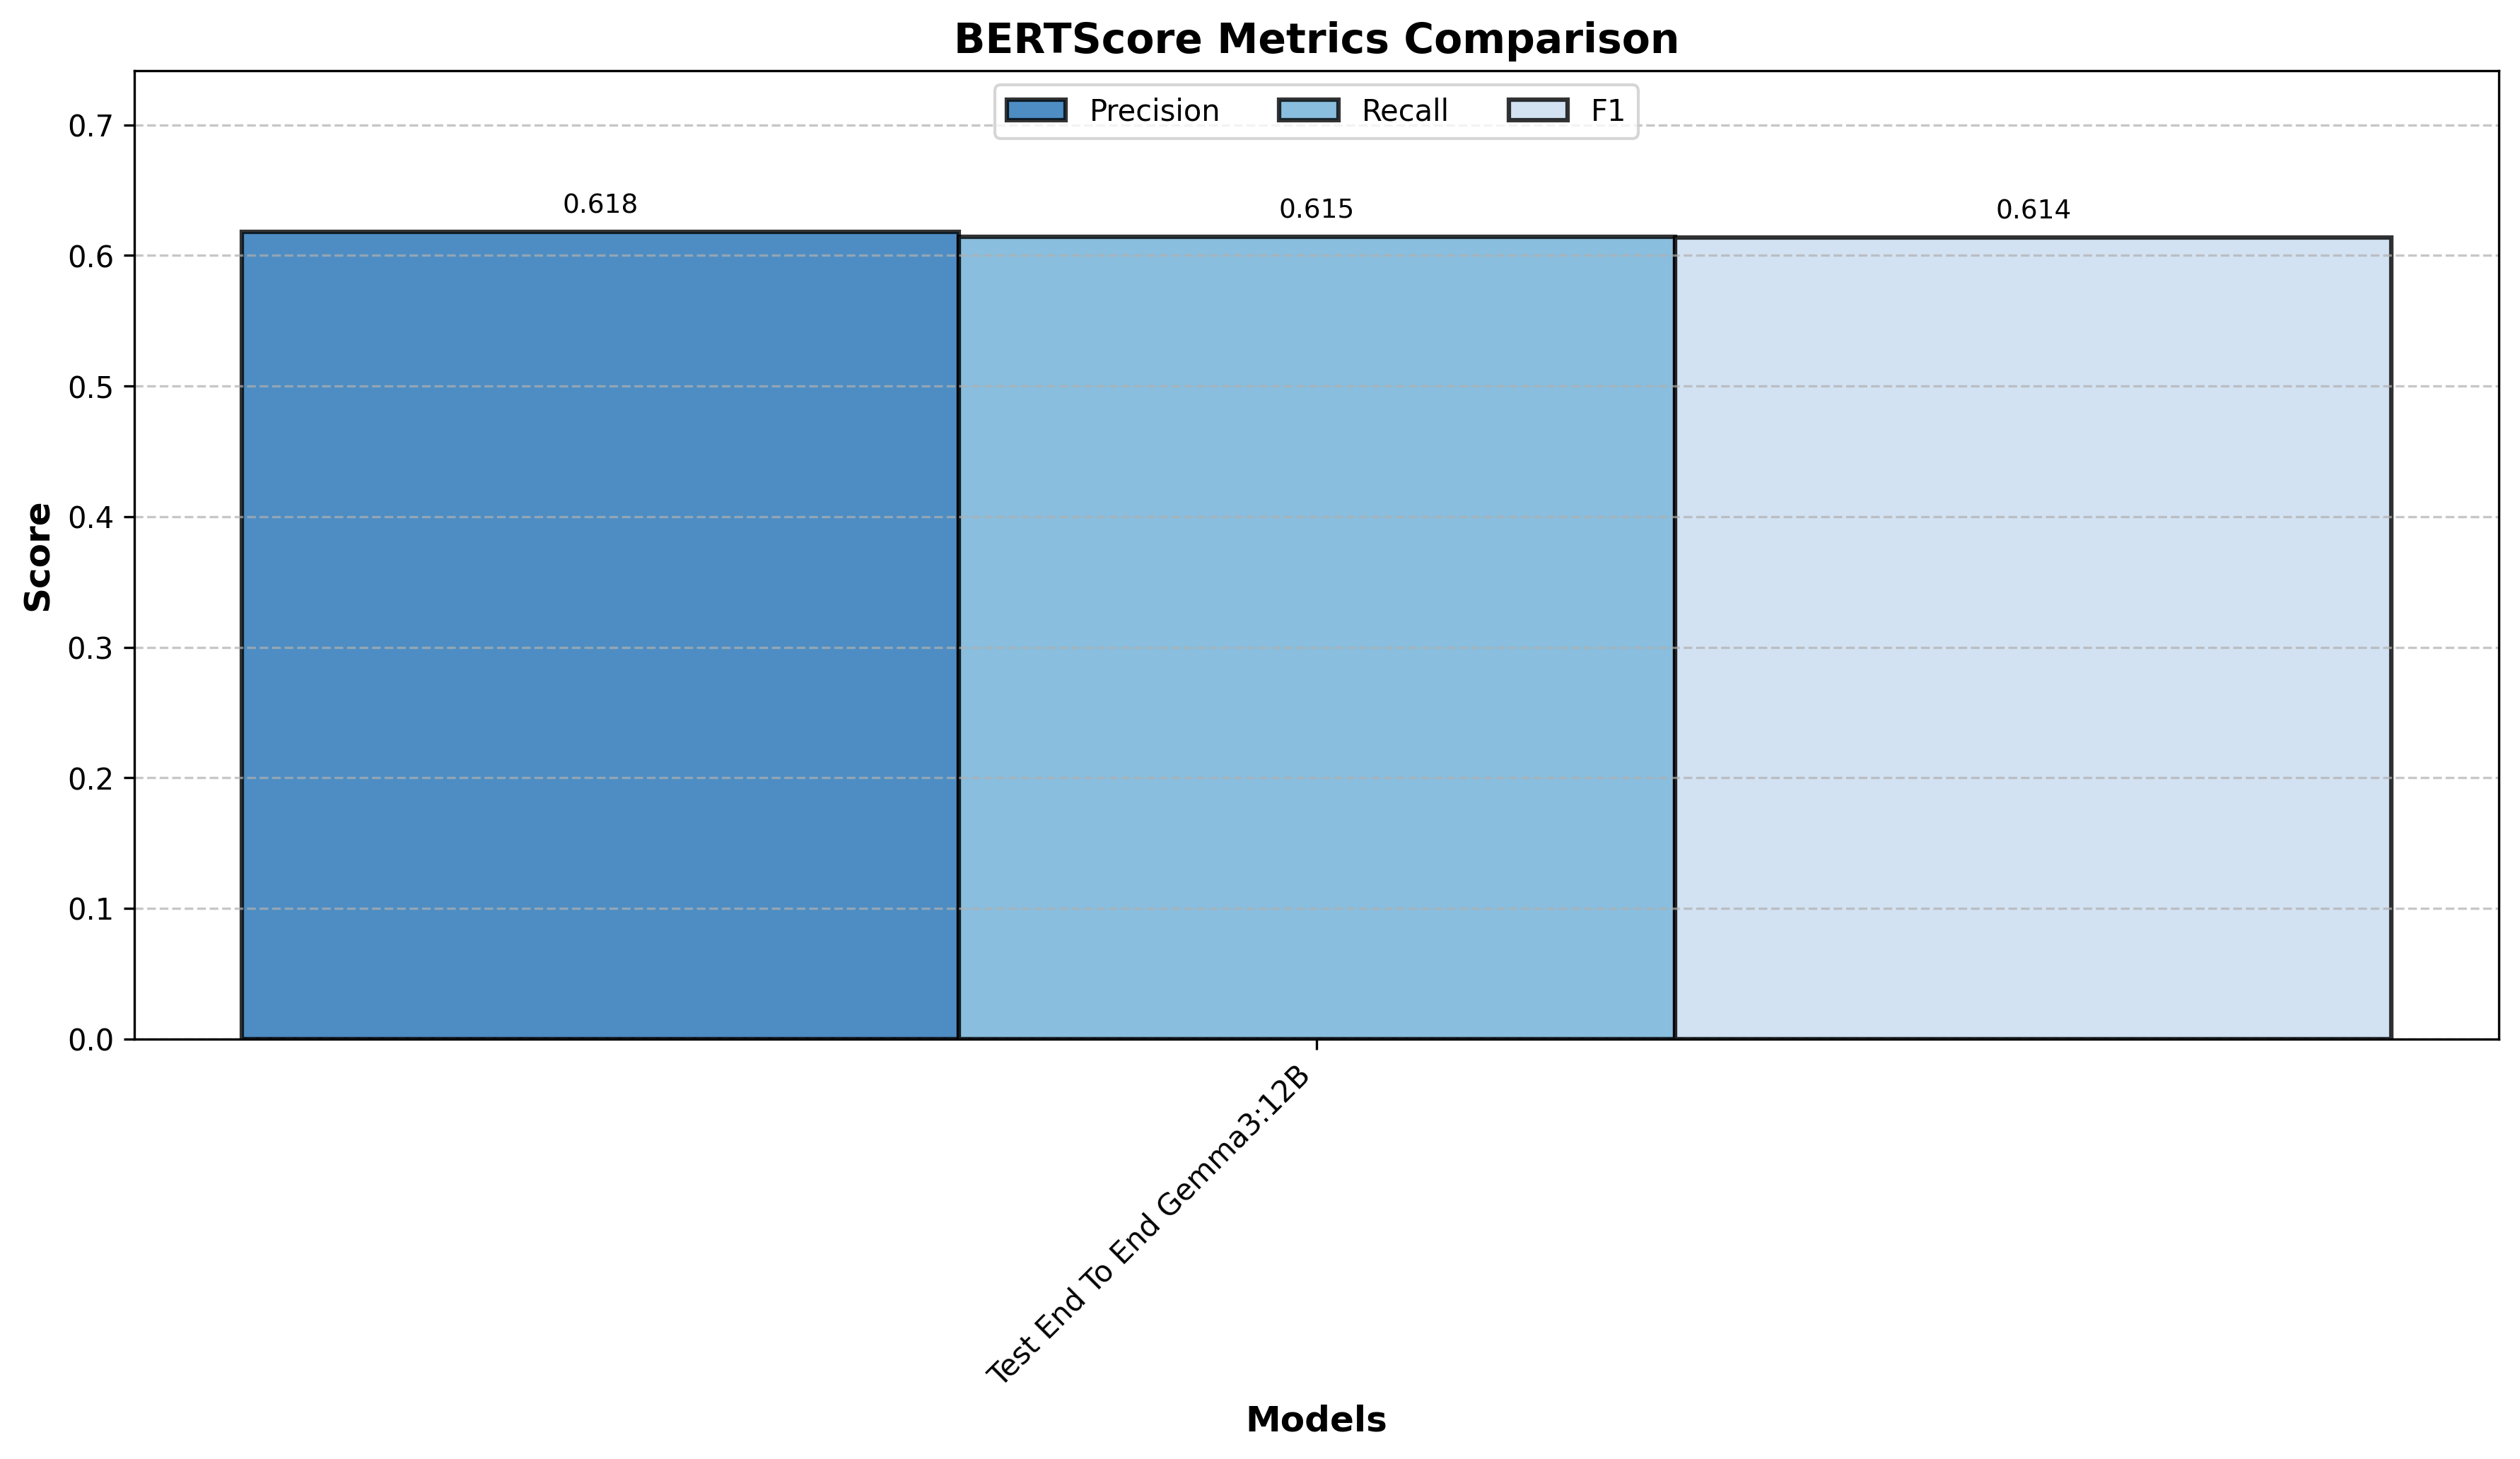 BERTScore Metrics Comparison
Precision Recall F1
0.7
0.6
0.5
0.4
0.3
0.2
0.1
0.0
Score
0.618 0.615 0.614
Test End To End Gemma3:12B
Models